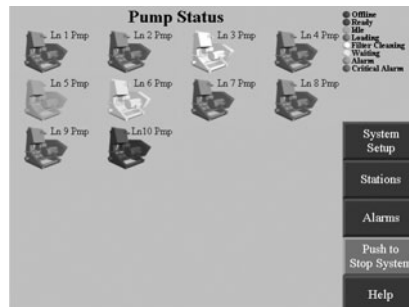 Pump Status
Ln 1 Pmp
Ln 2 Pmp
Ln 3 Pmp
Ln 4 Pmp
Ln 5 Pmp
Ln 6 Pmp
Ln 7 Pmp
Ln 8 Pmp
Ln 9 Pmp
Ln10 Pmp
Offline
Ready
Idle
Loading
Filter Cleaning
Waiting
Alarm
Critical Alarm
System
Setup
Stations
Alarms
Push to
Stop System
Help